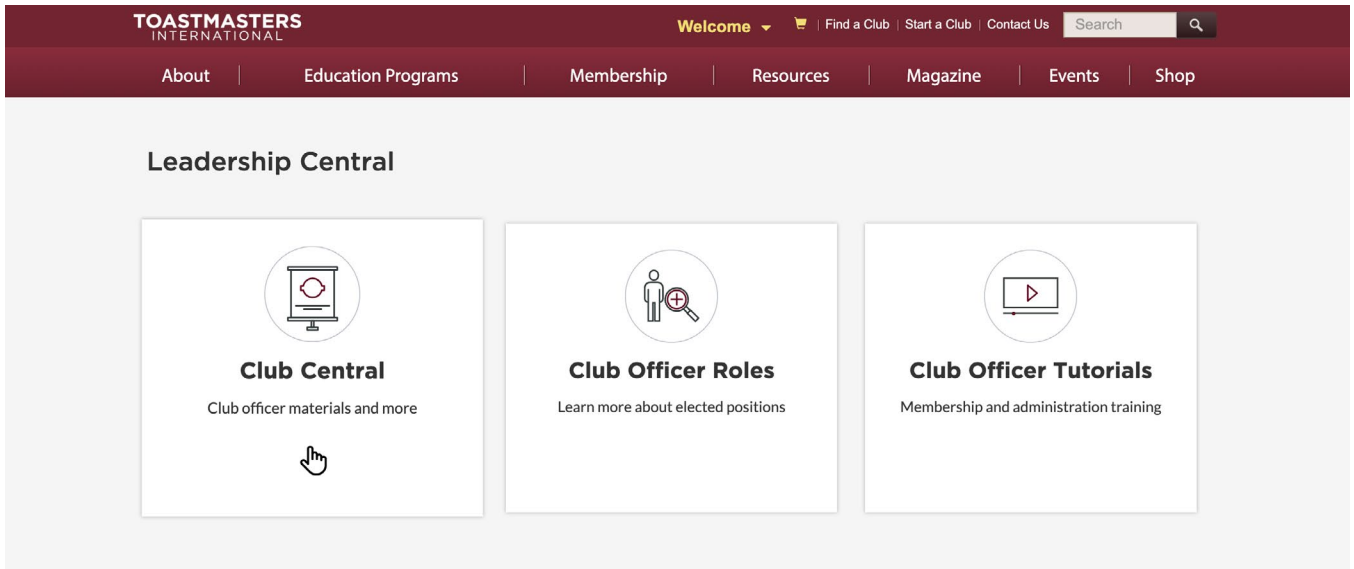 TOASTMASTERS
INTERNATIONAL
Welcome
Find a Club
Start a Club
Contact Us
Search
About
Education Programs
Membership
Resources
Magazine
Events
Shop
Leadership Central
Club Central
Club officer materials and more
Club Officer Roles
Learn more about elected positions
Club Officer Tutorials
Membership and administration training